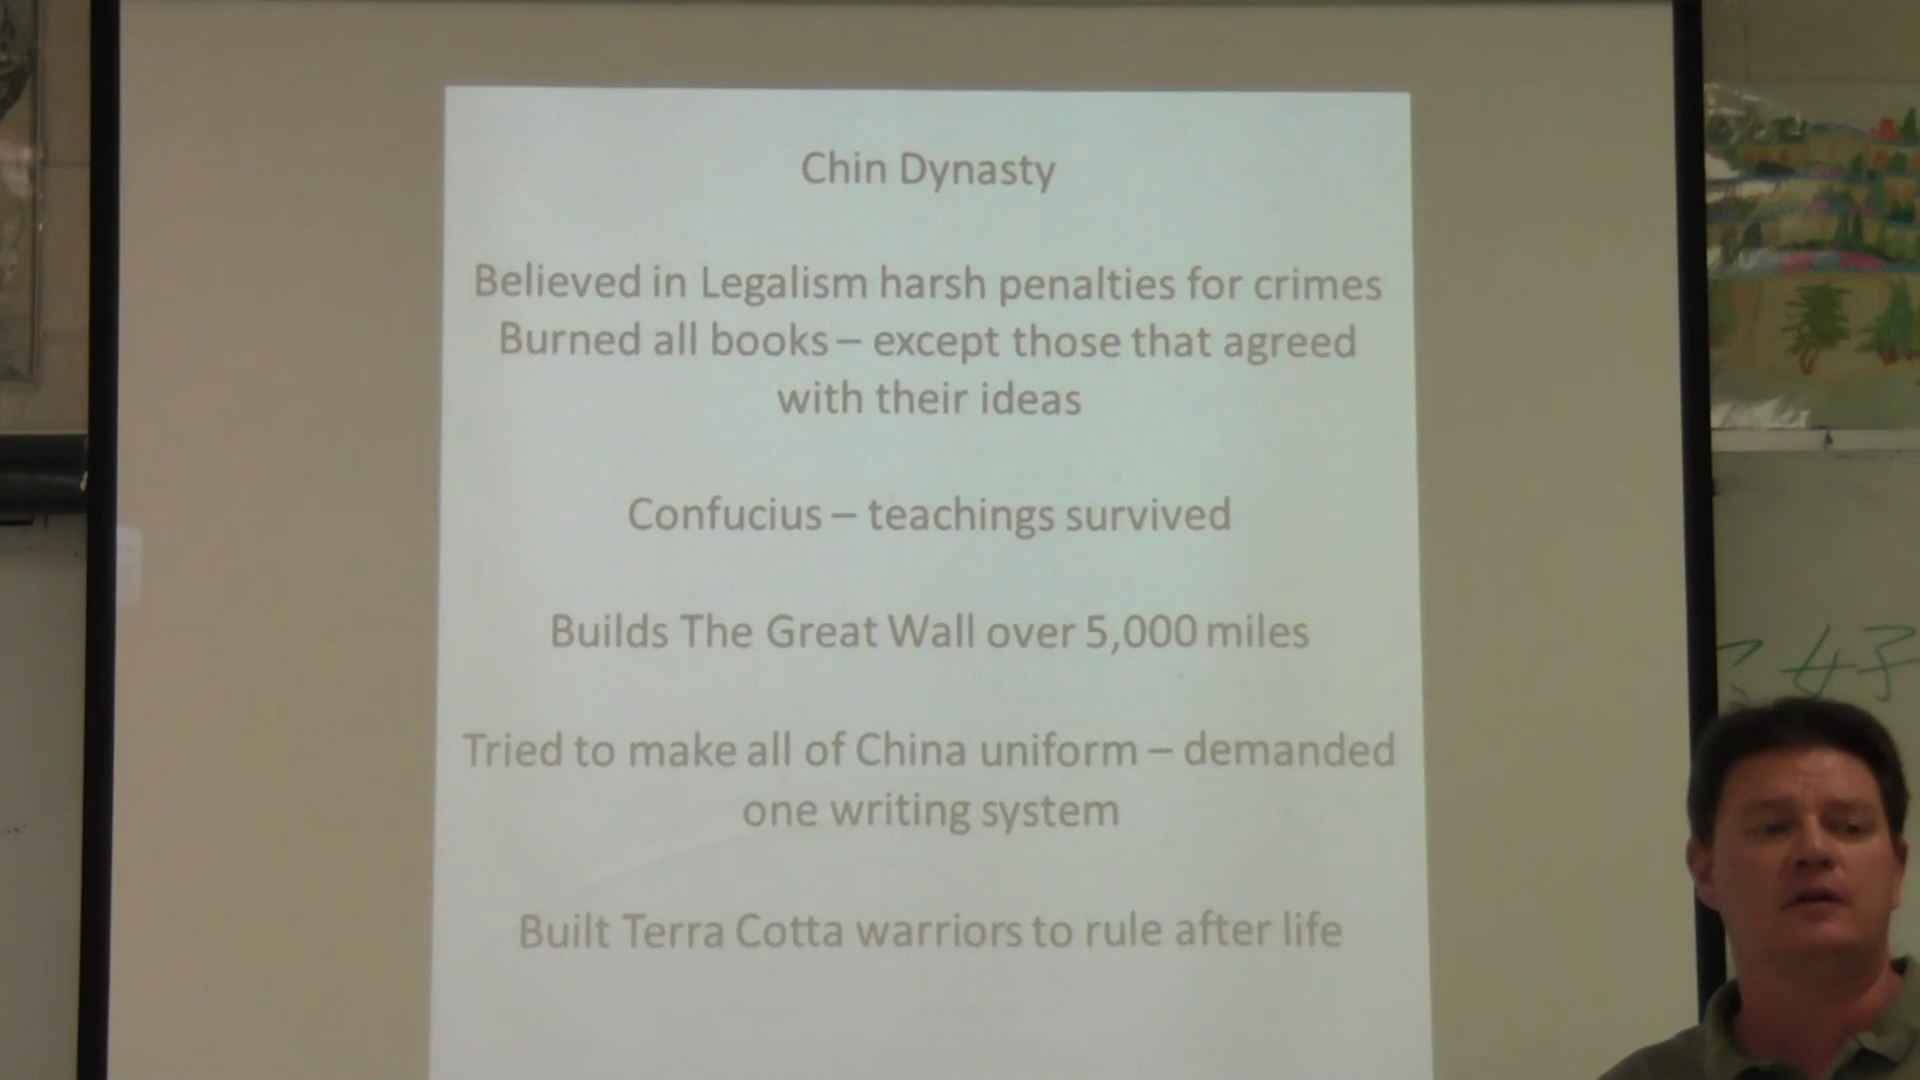 Chin Dynasty
Believed in Legalism harsh penalties for crimes
Burned all books – except those that agreed
with their ideas
Confucius – teachings survived
Builds The Great Wall over 5,000 miles
Tried to make all of China uniform – demanded
one writing system
Built Terra Cotta warriors to rule after life